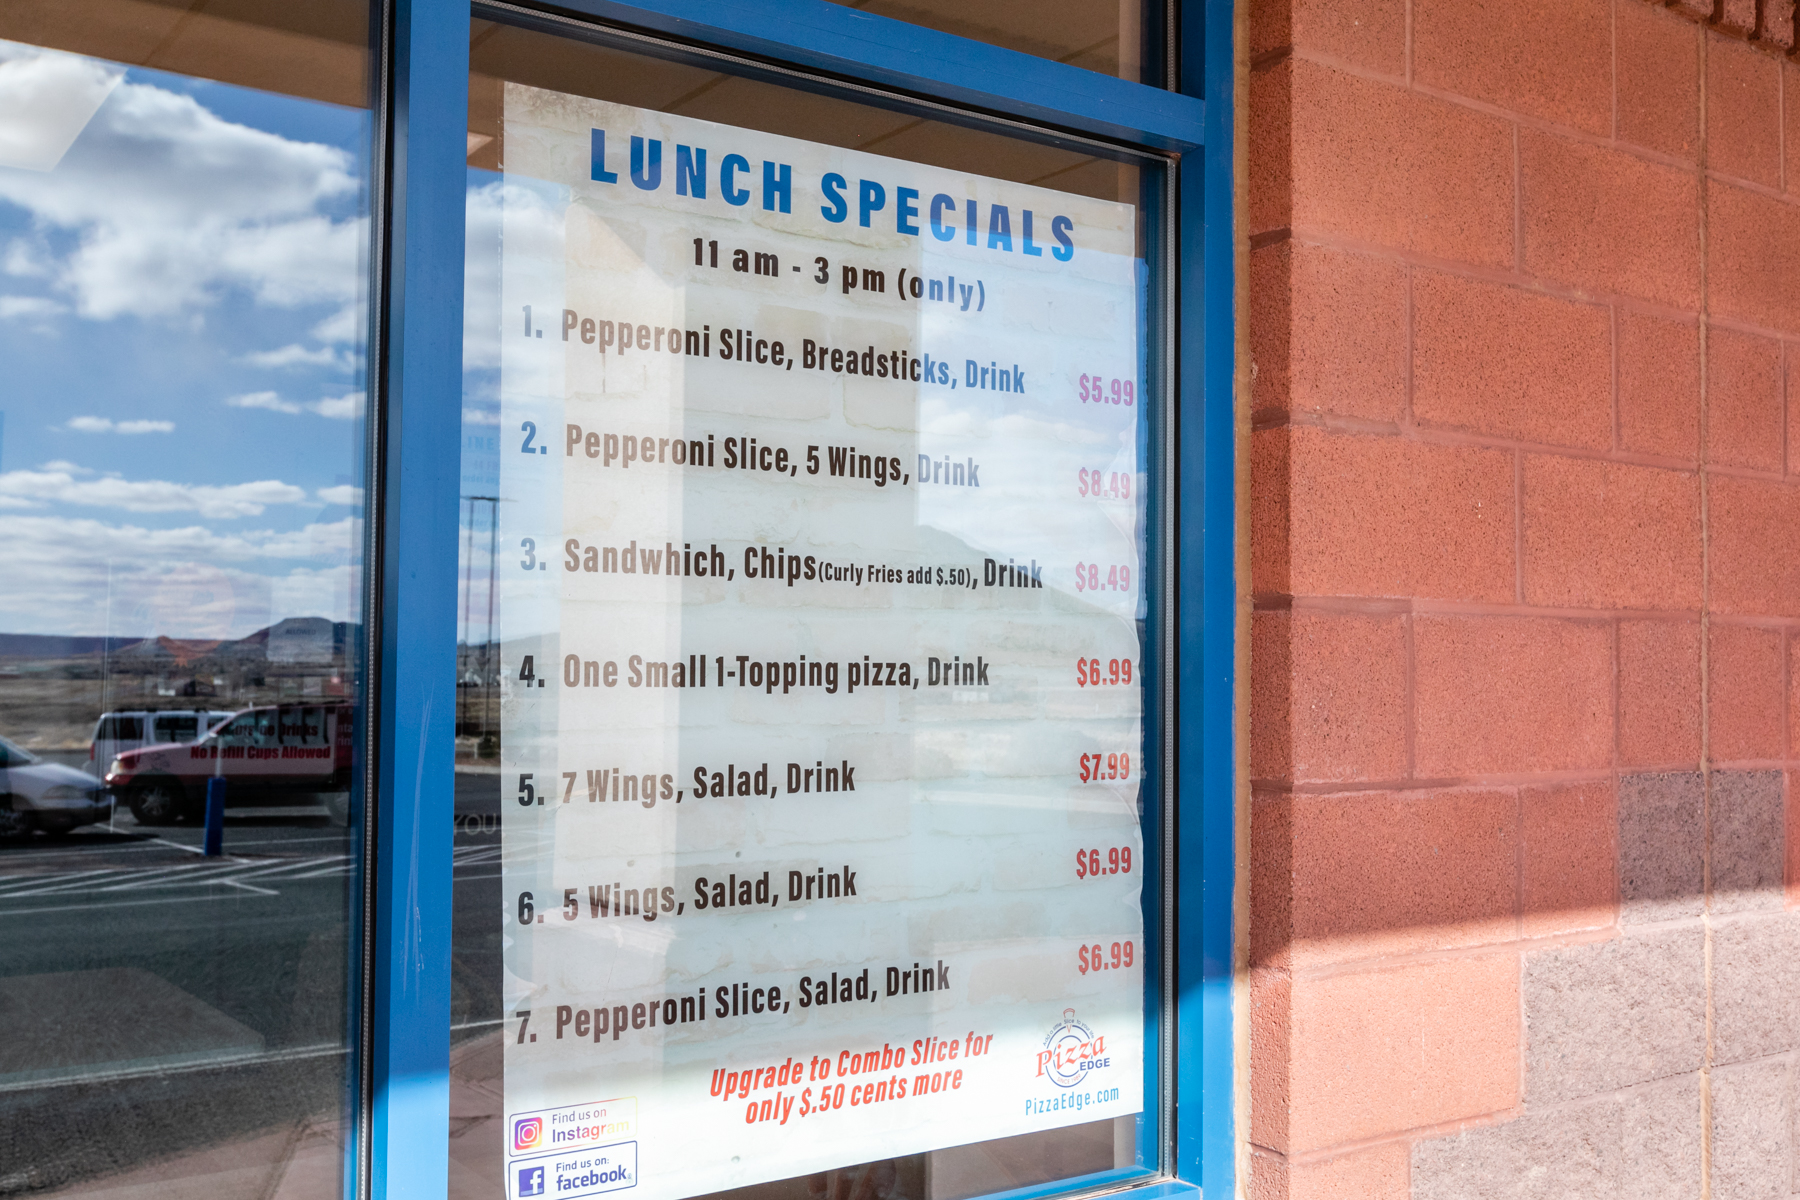 LUNCH SPECIALS
11 am - 3 pm (only)
1. Pepperoni Slice, Breadsticks, Drink $5.99
2. Pepperoni Slice, 5 Wings, Drink $8.49
3. Sandwhich, Chips(Curly Fries add $.50), Drink $8.49
4. One Small 1-Topping pizza, Drink $6.99
5. 7 Wings, Salad, Drink $7.99
6. 5 Wings, Salad, Drink $6.99
7. Pepperoni Slice, Salad, Drink $6.99
Upgrade to Combo Slice for
only $.50 cents more
Pizza
EDGE
PizzaEdge.com
Find us on
Instagram
Find us on:
facebook
Drinks
No Refill Cups Allowed
YOU